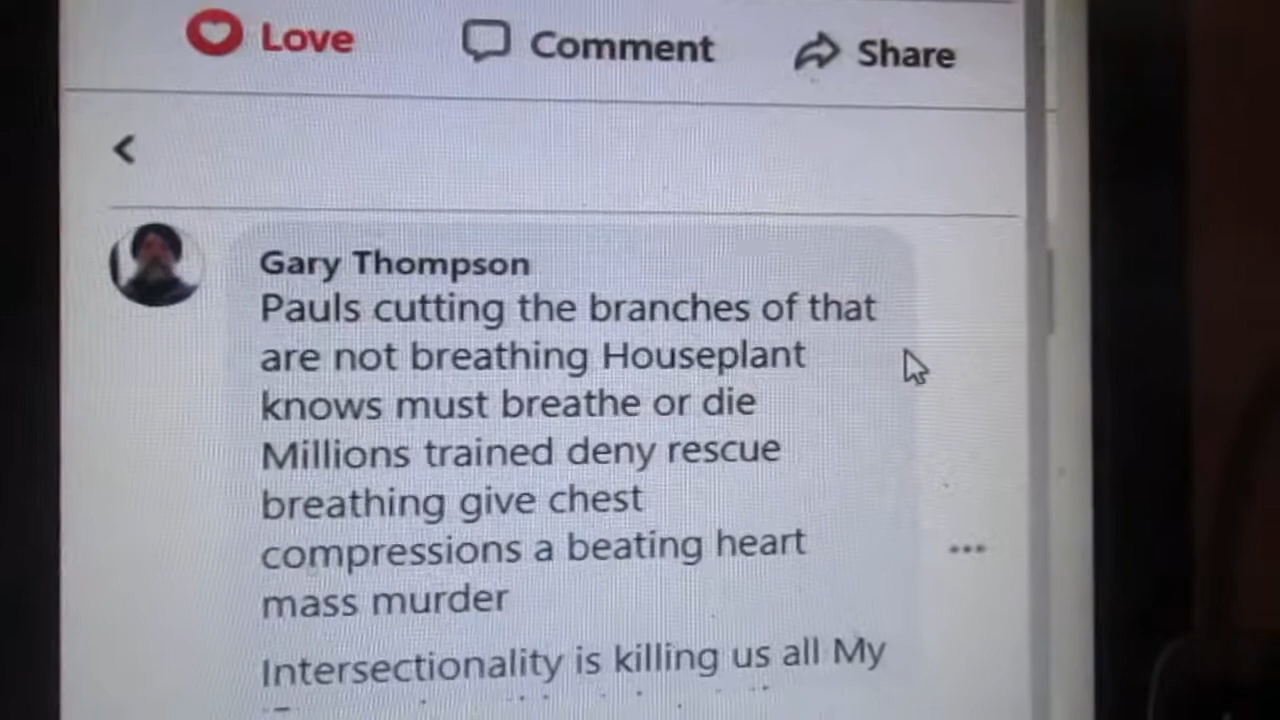 Love Comment Share
Gary Thompson
Pauls cutting the branches of that
are not breathing Houseplant
knows must breathe or die
Millions trained deny rescue
breathing give chest
compressions a beating heart
mass murder
Intersectionality is killing us all My